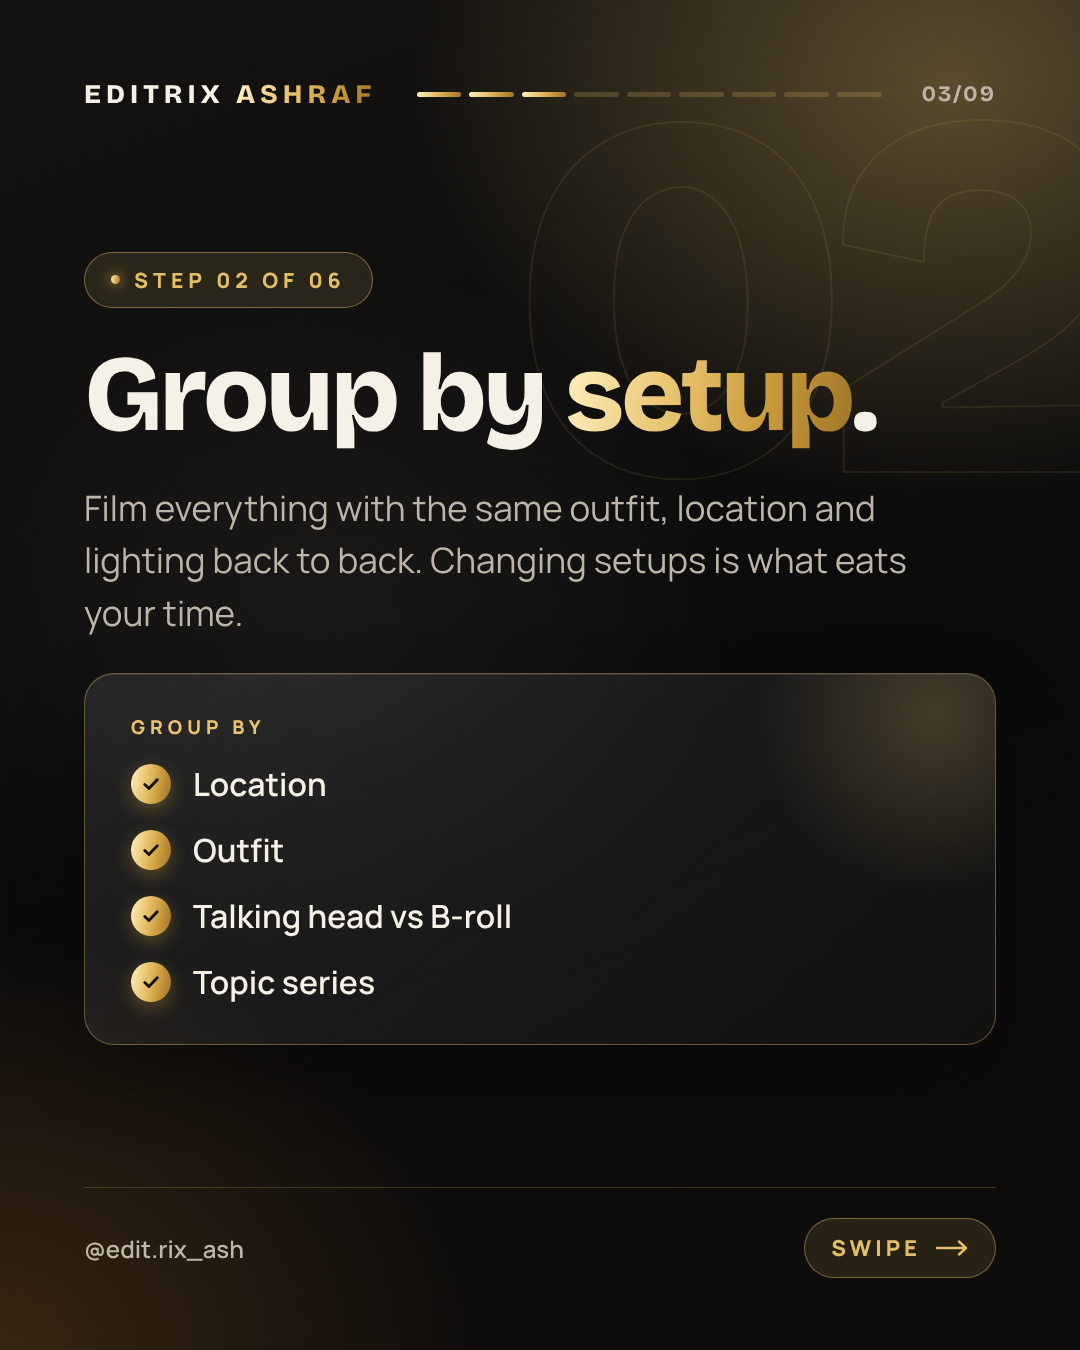 EDITRIX ASHRAF
03/09
02
STEP 02 OF 06
Group by setup.
Film everything with the same outfit, location and
lighting back to back. Changing setups is what eats
your time.
GROUP BY
Location
Outfit
Talking head vs B-roll
Topic series
@edit.rix_ash
SWIPE →